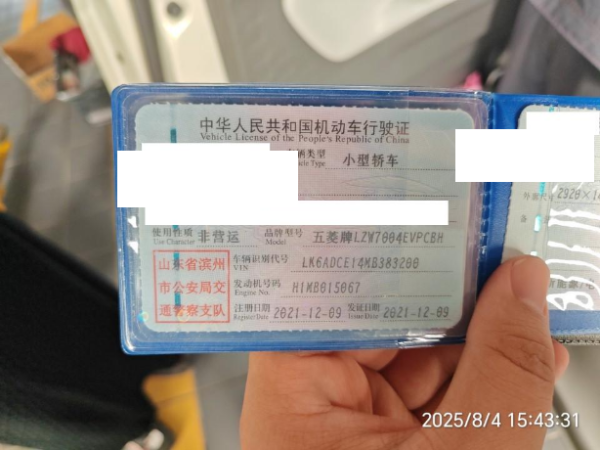 中华人民共和国机动车行驶证
Vehicle License of the People's Republic of China
类型 小型轿车
Vehicle Type
使用性质 非营运 品牌型号 五菱牌LZW7004EVPCBH
Use Character Model
山东省滨州
市公安局交
通警察支队
车辆识别代号 LK6ADCE14MB383200
VIN
发动机号码 H1MB015067
Engine No.
注册日期 2021-12-09 发证日期 2021-12-09
Register Date Issue Date
2025/8/4 15:43:31